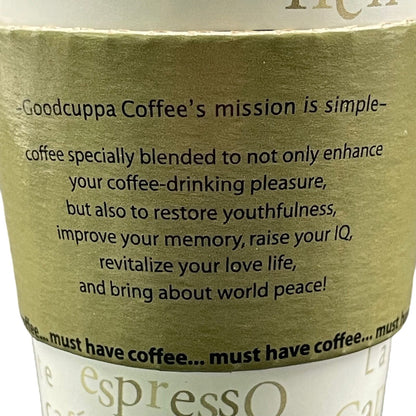 -Goodcuppa Coffee's mission is simple-
coffee specially blended to not only enhance
your coffee-drinking pleasure,
but also to restore youthfulness,
improve your memory, raise your IQ,
revitalize your love life,
and bring about world peace!
must have coffee... must have coffee... must
espresso